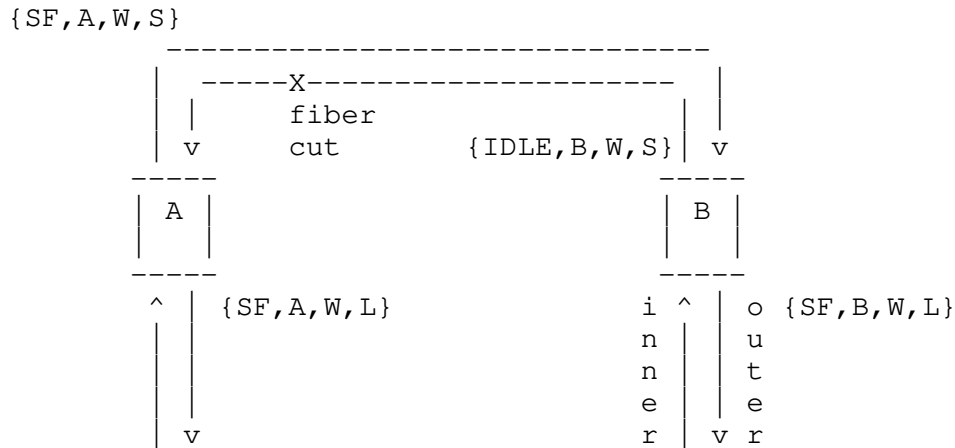 {SF,A,W,S}
X
fiber
cut {IDLE,B,W,S}
v v
A B
^ {SF,A,W,L} i ^ o {SF,B,W,L}
n u
n t
e e
v r v r